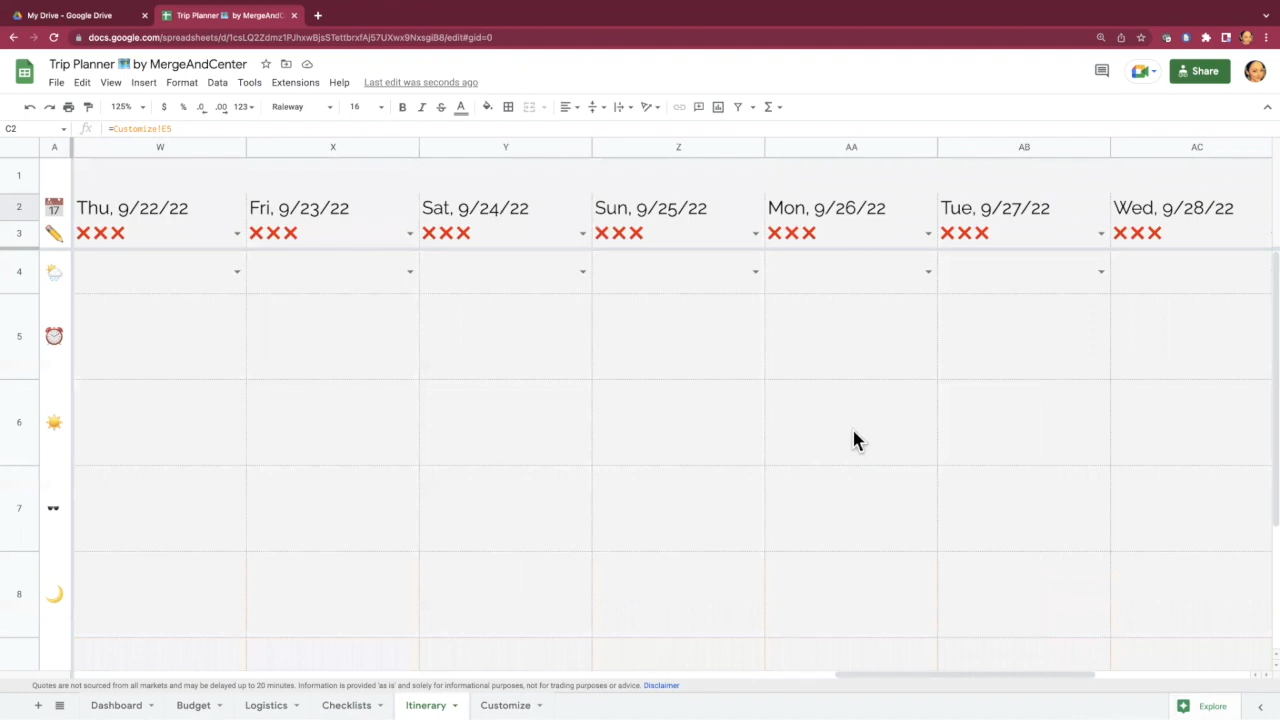 My Drive - Google Drive
Trip Planner 🗺️ by MergeAndC
docs.google.com/spreadsheets/d/1csLQ2Zdmz1PJhxwBjsSTettbrxfAj57UXwx9NxsgiB8/edit#gid=0
Trip Planner 🗺️ by MergeAndCenter
File Edit View Insert Format Data Tools Extensions Help Last edit was seconds ago
Share
125% $ % .0 .00 123 Raleway 16 B I S A
C2 fx =Customize!E5
A W X Y Z AA AB AC
1
2 📅 17 Thu, 9/22/22 Fri, 9/23/22 Sat, 9/24/22 Sun, 9/25/22 Mon, 9/26/22 Tue, 9/27/22 Wed, 9/28/22
3 ✏️ ❌❌❌ ❌❌❌ ❌❌❌ ❌❌❌ ❌❌❌ ❌❌❌ ❌❌❌
4
5
6
7
8
Quotes are not sourced from all markets and may be delayed up to 20 minutes. Information is provided 'as is' and solely for informational purposes, not for trading purposes or advice. Disclaimer
Dashboard Budget Logistics Checklists Itinerary Customize Explore